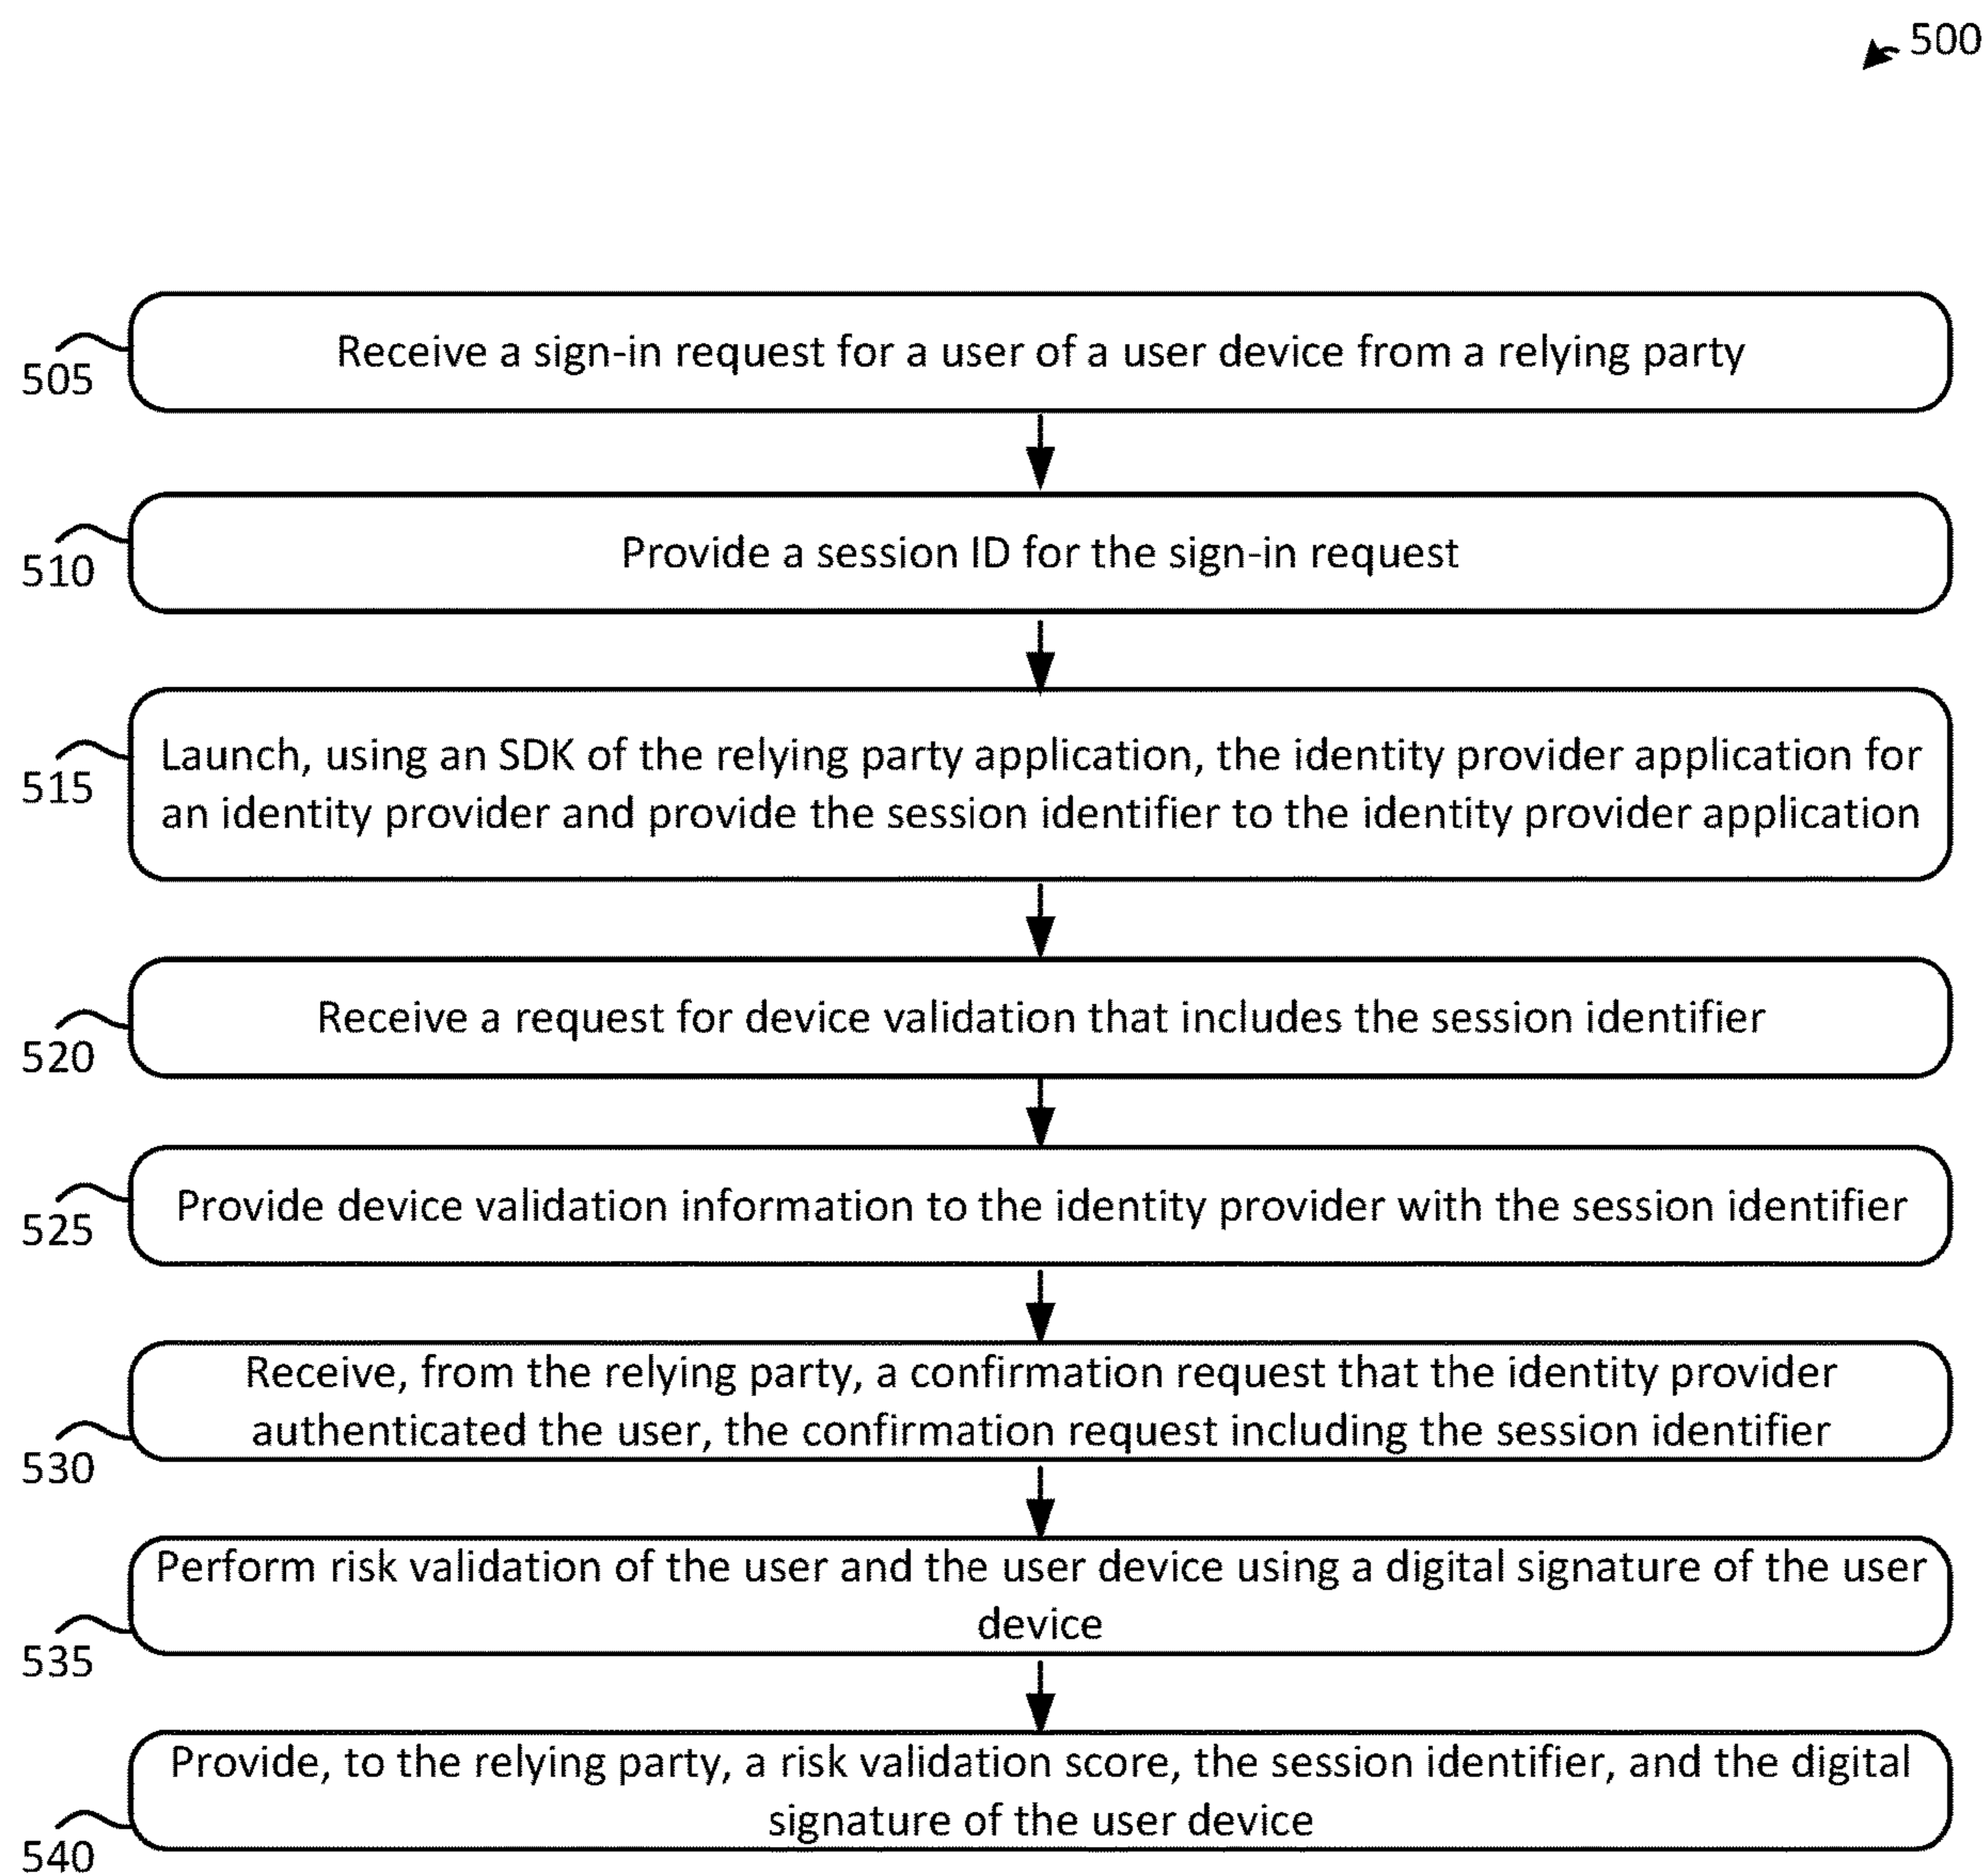 500
Receive a sign-in request for a user of a user device from a relying party
505
Provide a session ID for the sign-in request
510
Launch, using an SDK of the relying party application, the identity provider application for
an identity provider and provide the session identifier to the identity provider application
515
Receive a request for device validation that includes the session identifier
520
Provide device validation information to the identity provider with the session identifier
525
Receive, from the relying party, a confirmation request that the identity provider
authenticated the user, the confirmation request including the session identifier
530
Perform risk validation of the user and the user device using a digital signature of the user
device
535
Provide, to the relying party, a risk validation score, the session identifier, and the digital
signature of the user device
540